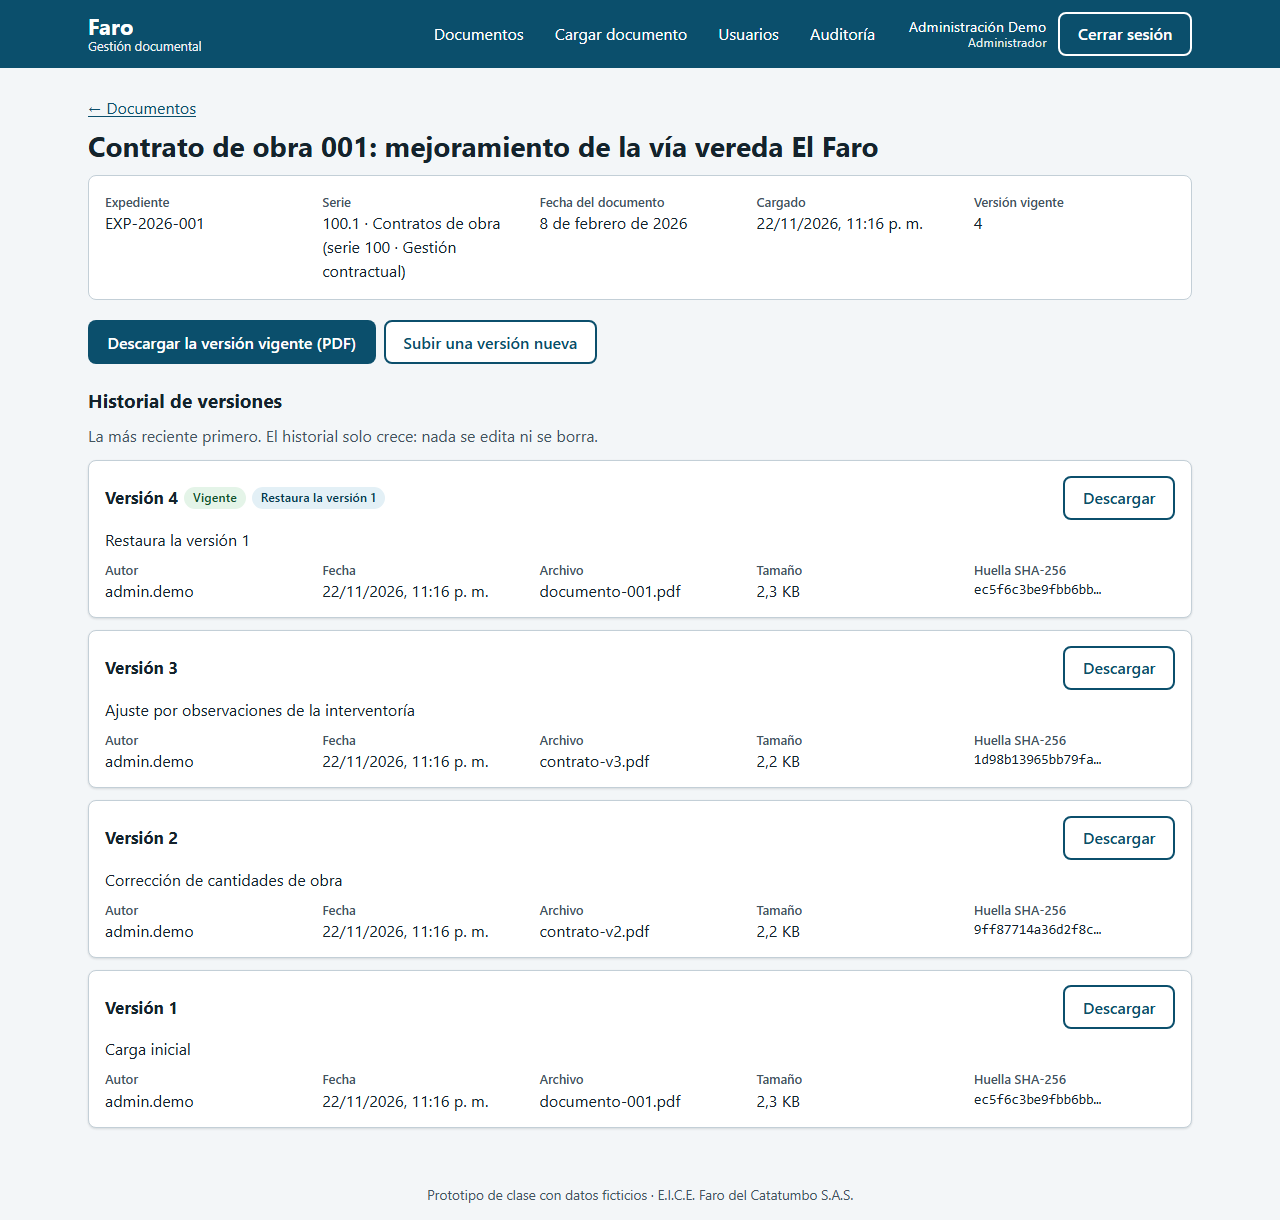 Faro
Gestión documental
Documentos
Cargar documento
Usuarios
Auditoría
Administración Demo
Administrador
Cerrar sesión
← Documentos
Contrato de obra 001: mejoramiento de la vía vereda El Faro
Expediente
EXP-2026-001
Serie
100.1 · Contratos de obra
(serie 100 · Gestión
contractual)
Fecha del documento
8 de febrero de 2026
Cargado
22/11/2026, 11:16 p. m.
Versión vigente
4
Descargar la versión vigente (PDF)
Subir una versión nueva
Historial de versiones
La más reciente primero. El historial solo crece: nada se edita ni se borra.
Versión 4
Vigente
Restaura la versión 1
Descargar
Restaura la versión 1
Autor
admin.demo
Fecha
22/11/2026, 11:16 p. m.
Archivo
documento-001.pdf
Tamaño
2,3 KB
Huella SHA-256
ec5f6c3be9fbb6bb…
Versión 3
Descargar
Ajuste por observaciones de la interventoría
Autor
admin.demo
Fecha
22/11/2026, 11:16 p. m.
Archivo
contrato-v3.pdf
Tamaño
2,2 KB
Huella SHA-256
1d98b13965bb79fa…
Versión 2
Descargar
Corrección de cantidades de obra
Autor
admin.demo
Fecha
22/11/2026, 11:16 p. m.
Archivo
contrato-v2.pdf
Tamaño
2,2 KB
Huella SHA-256
9ff87714a36d2f8c…
Versión 1
Descargar
Carga inicial
Autor
admin.demo
Fecha
22/11/2026, 11:16 p. m.
Archivo
documento-001.pdf
Tamaño
2,3 KB
Huella SHA-256
ec5f6c3be9fbb6bb…
Prototipo de clase con datos ficticios · E.I.C.E. Faro del Catatumbo S.A.S.